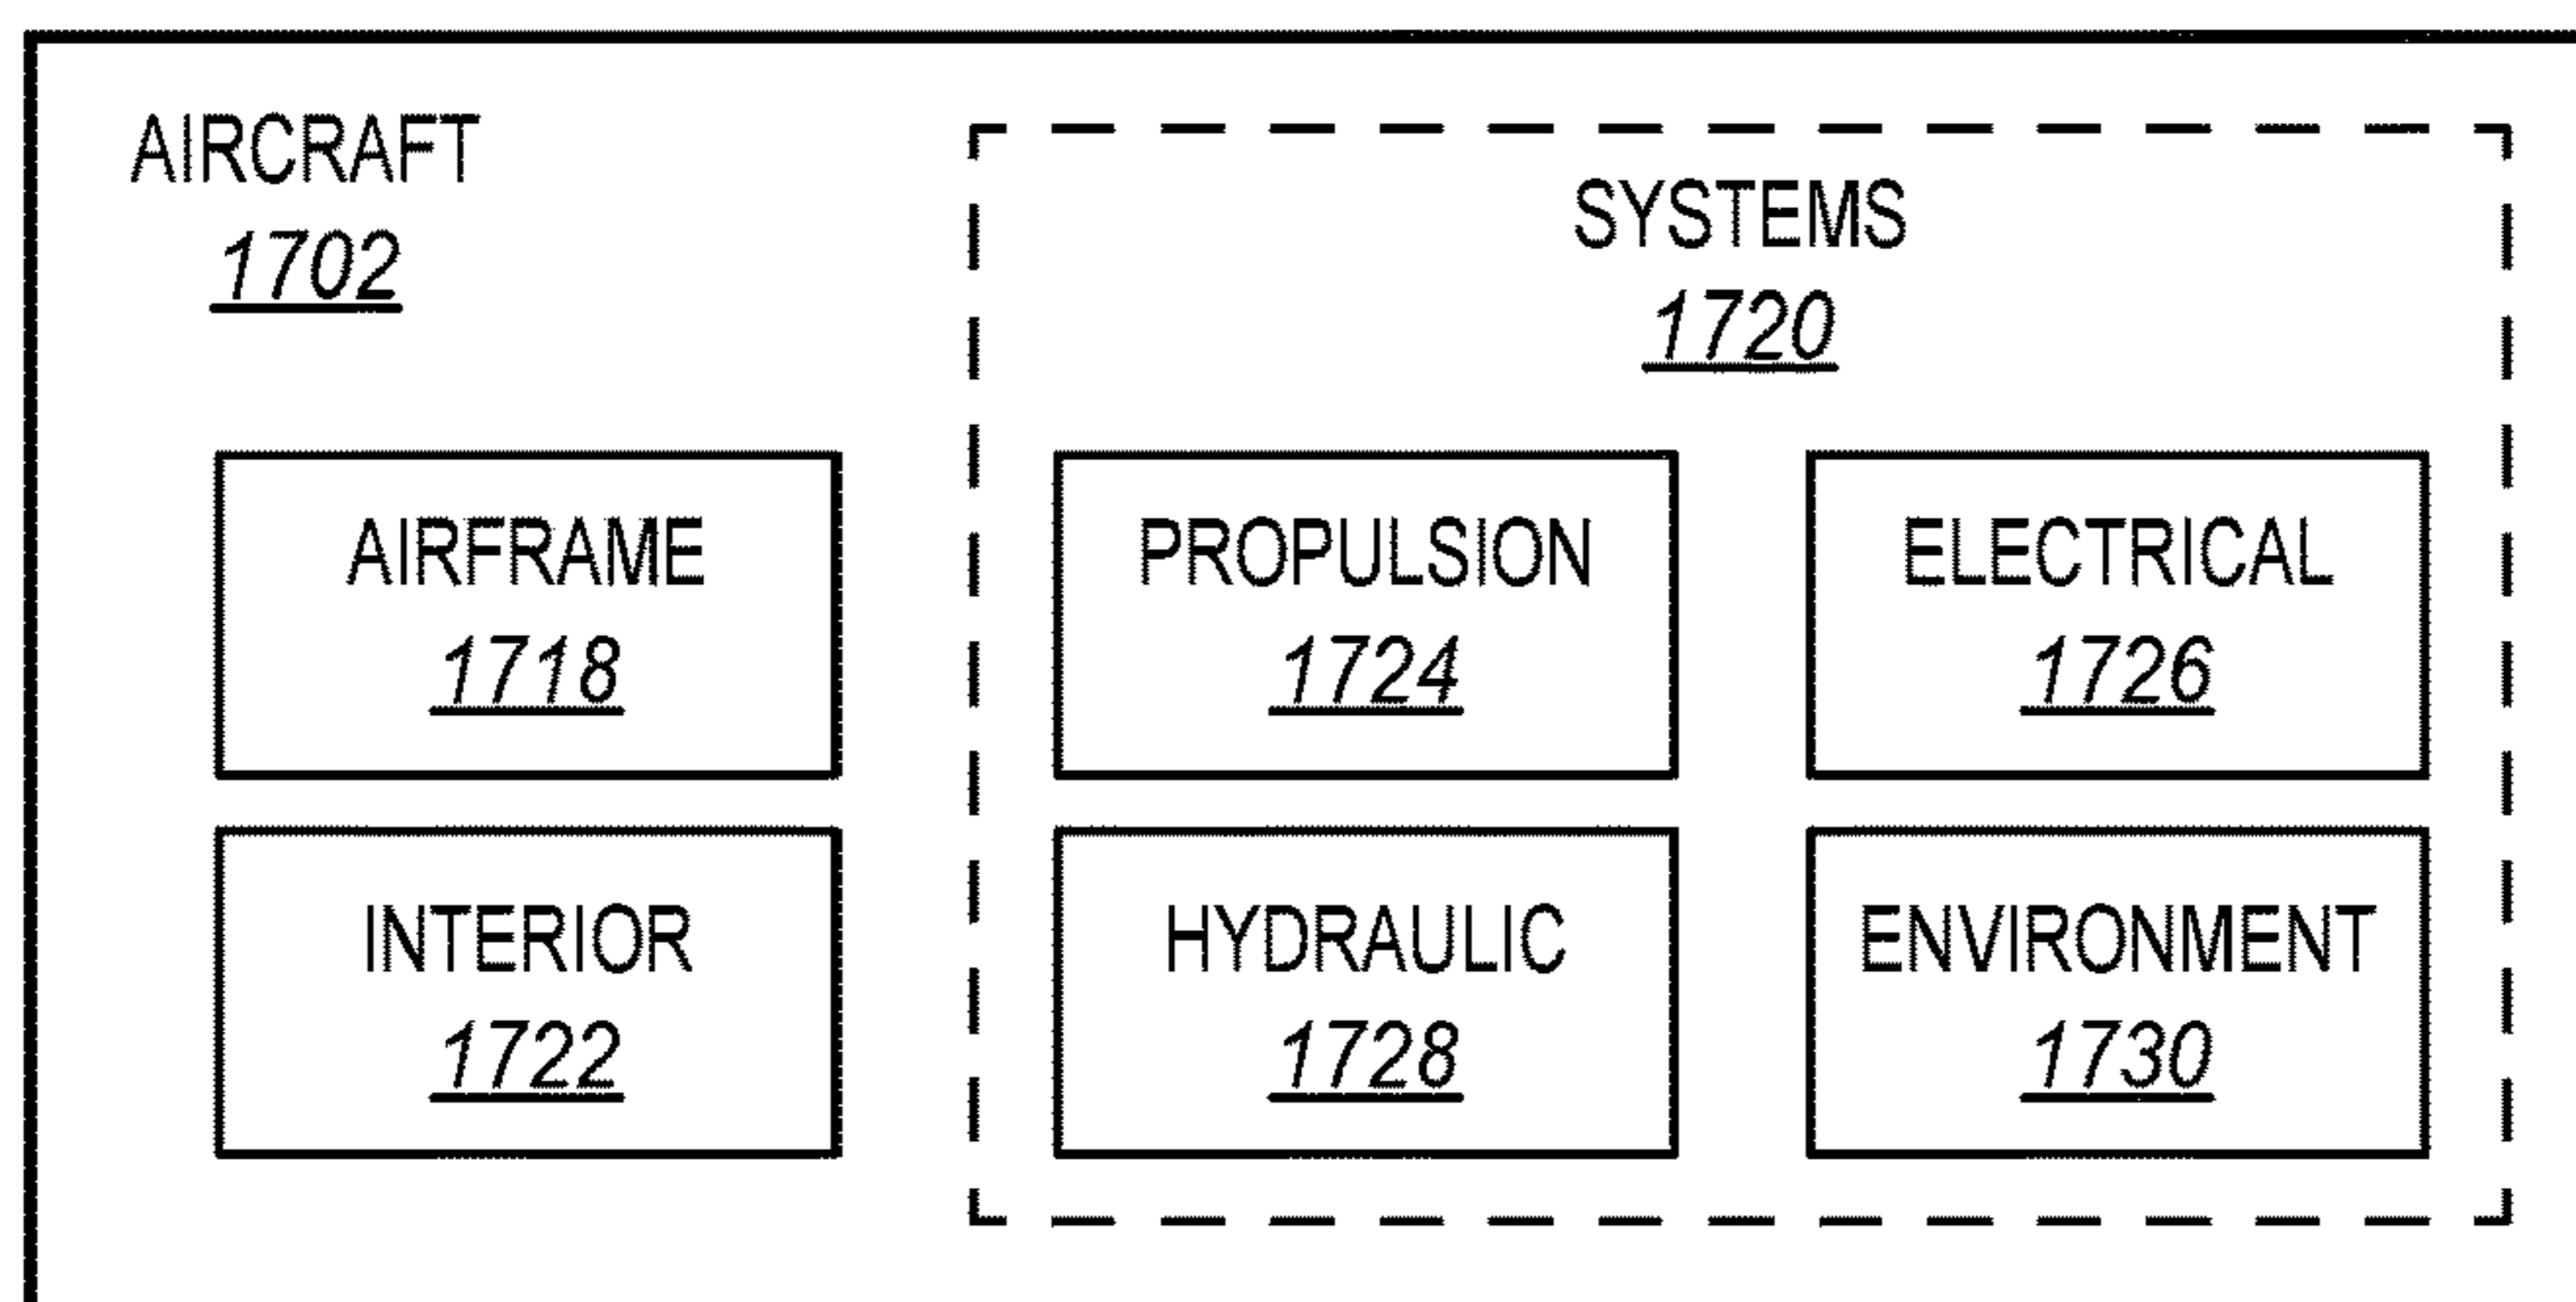 AIRCRAFT
1702
SYSTEMS
1720
AIRFRAME
1718
PROPULSION
1724
ELECTRICAL
1726
INTERIOR
1722
HYDRAULIC
1728
ENVIRONMENT
1730